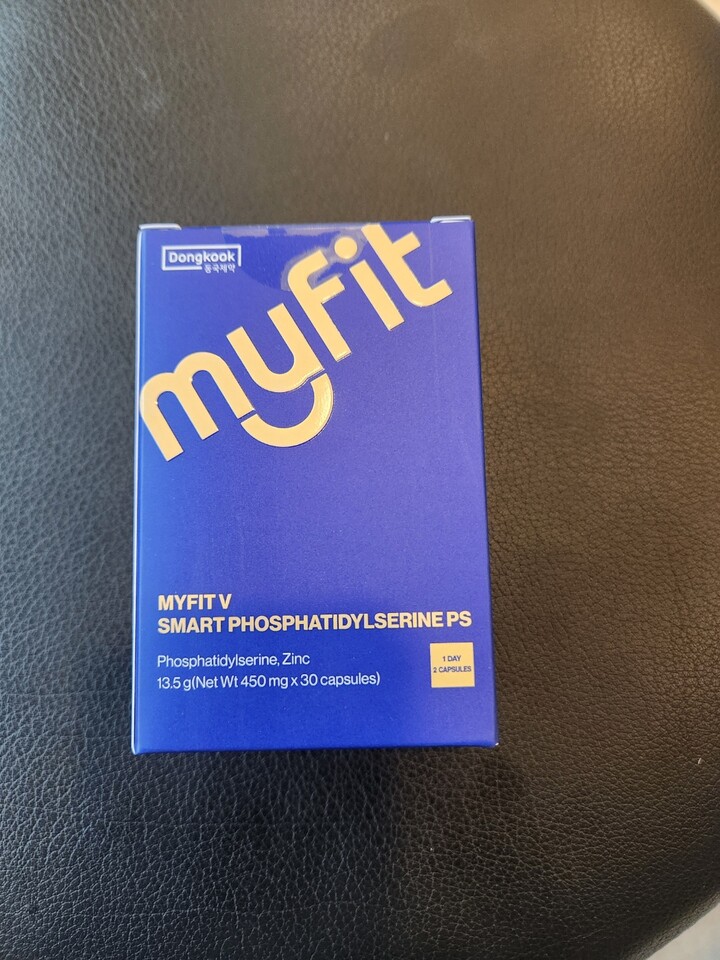 Dongkook
동국제약
myfit
MYFIT V
SMART PHOSPHATIDYLSERINE PS
Phosphatidylserine, Zinc
13.5 g(Net Wt 450 mg x 30 capsules)
1 DAY
2 CAPSULES